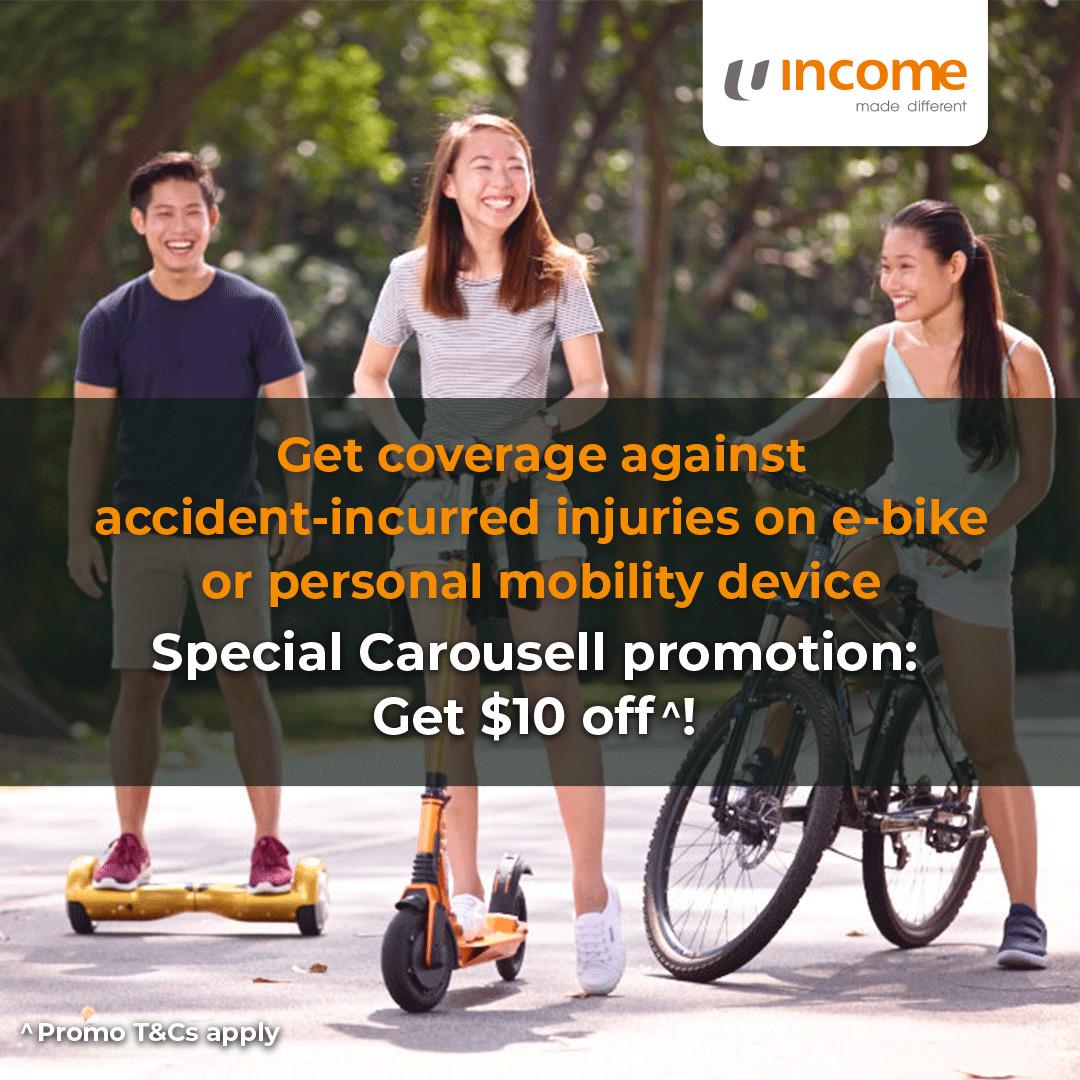 income
made different
Get coverage against
accident-incurred injuries on e-bike
or personal mobility device
Special Carousell promotion:
Get $10 off^!
^Promo T&Cs apply